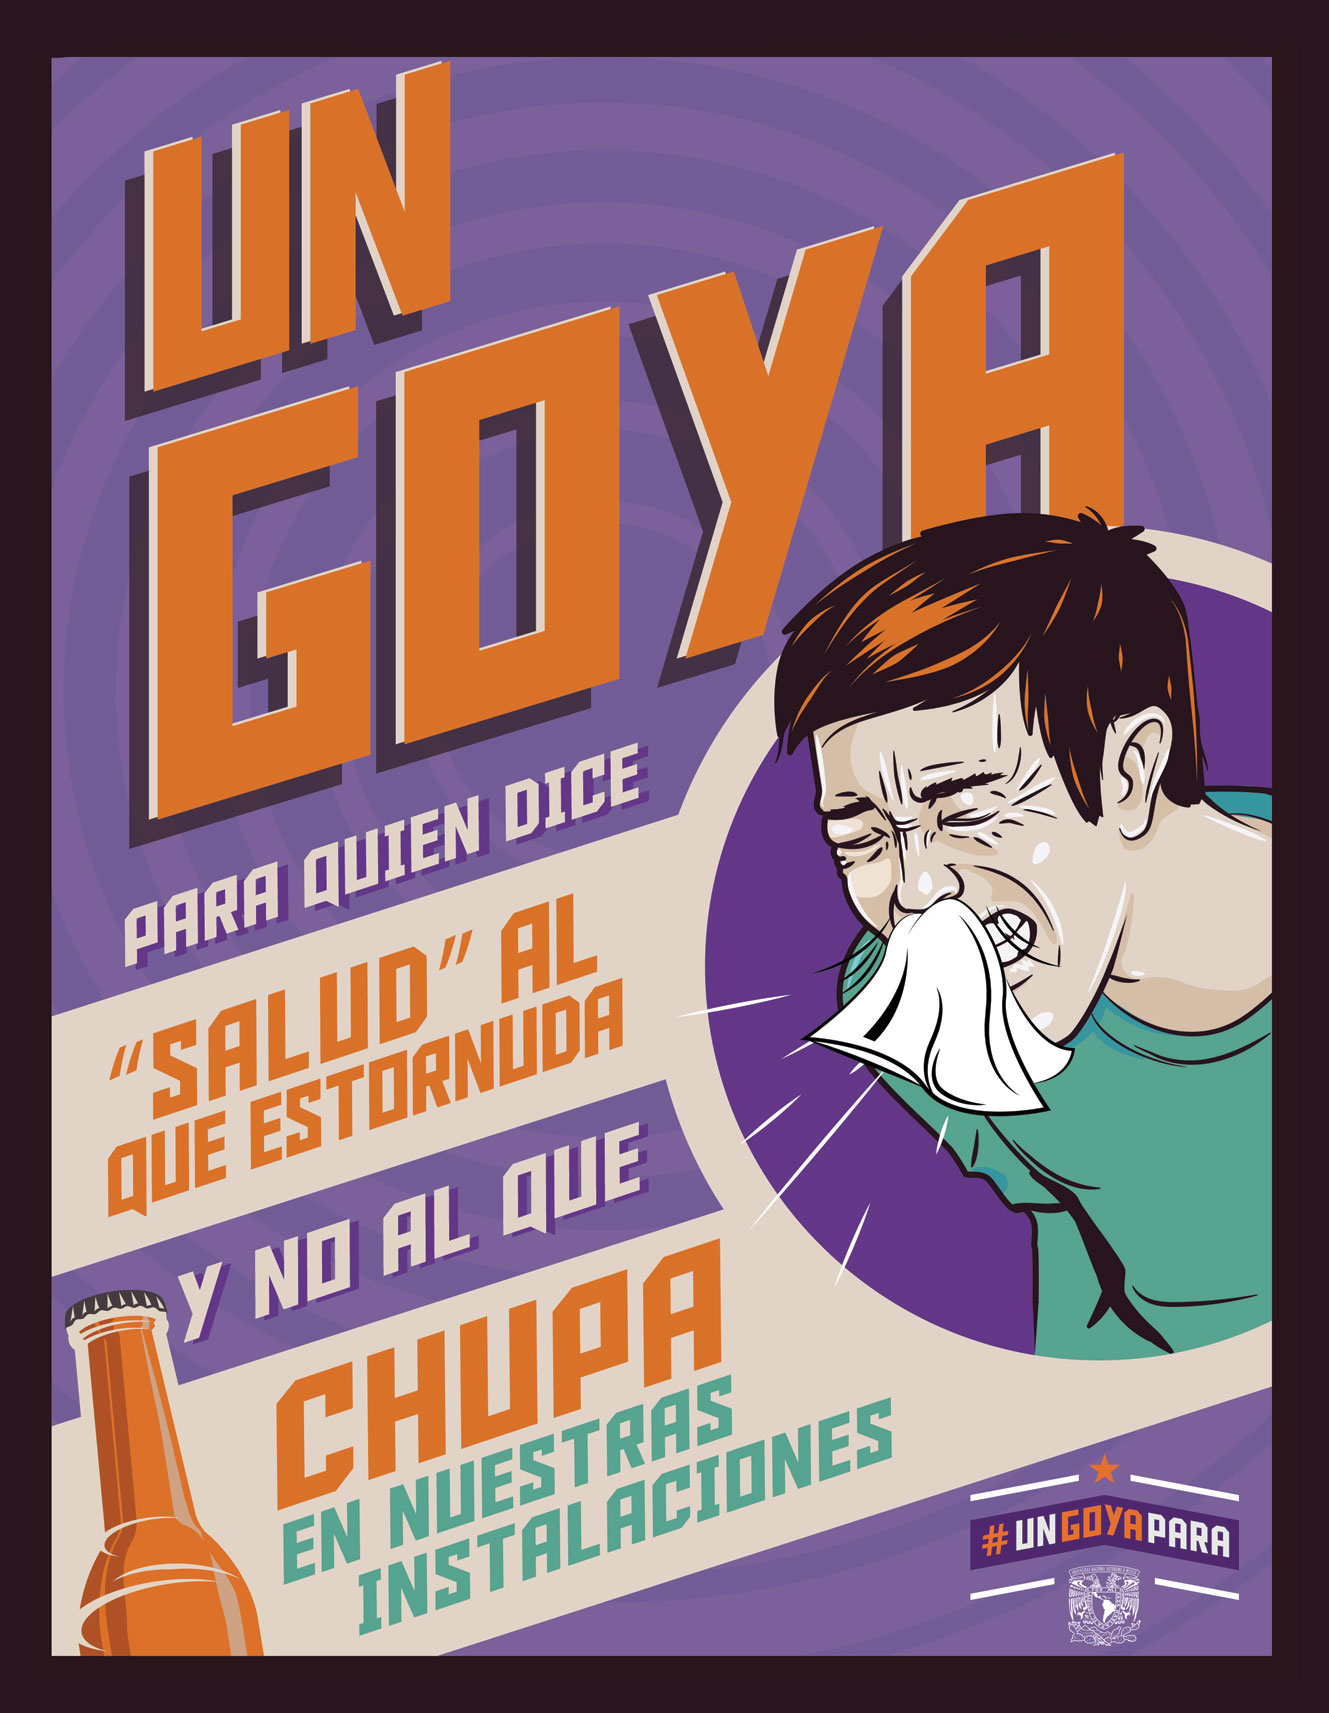 UN
GOYA
PARA QUIEN DICE
"SALUD" AL
QUE ESTORNUDA
Y NO AL QUE
CHUPA
EN NUESTRAS
INSTALACIONES
#UNGOYAPARA